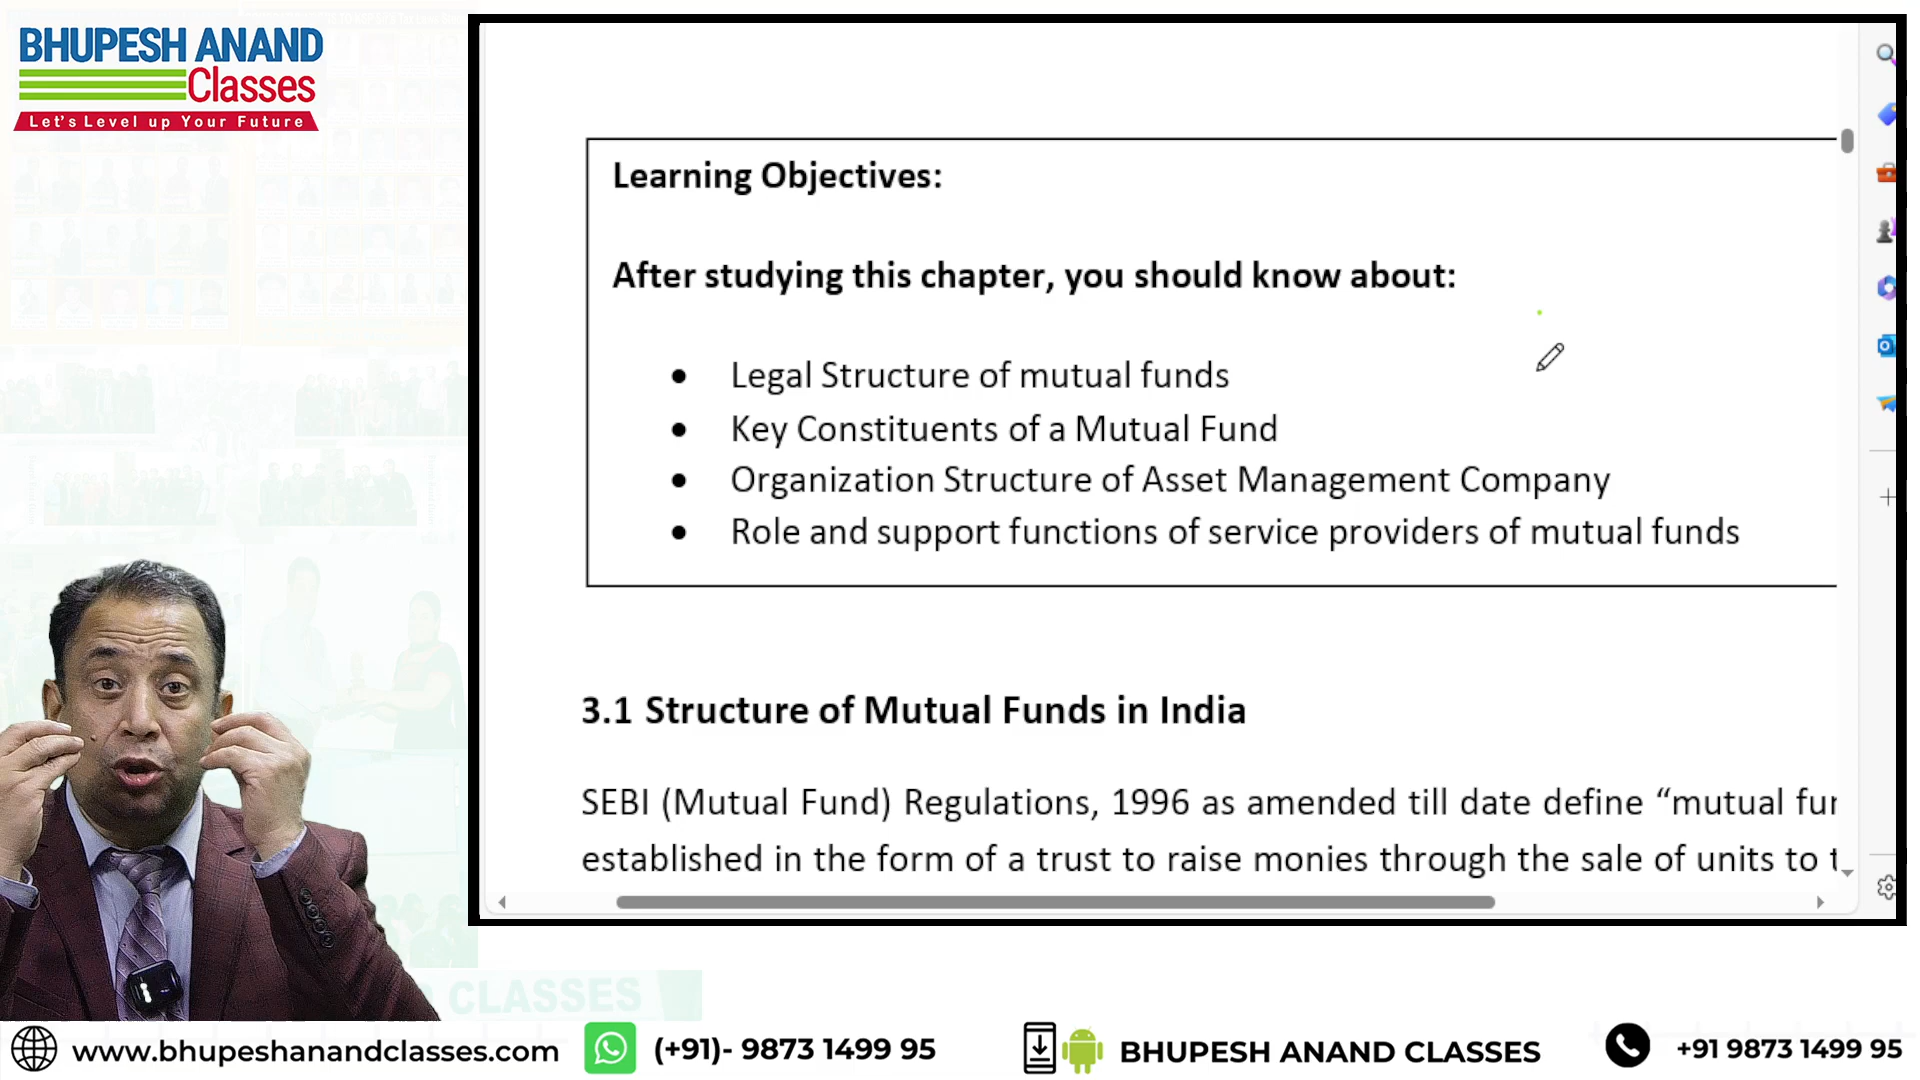 BHUPESH ANAND
Classes
Let's Level up Your Future
Learning Objectives:
After studying this chapter, you should know about:
• Legal Structure of mutual funds
• Key Constituents of a Mutual Fund
• Organization Structure of Asset Management Company
• Role and support functions of service providers of mutual funds
3.1 Structure of Mutual Funds in India
SEBI (Mutual Fund) Regulations, 1996 as amended till date define “mutual
established in the form of a trust to raise monies through the sale of units to
CLASSES
www.bhupeshanandclasses.com
(+91)- 9873 1499 95
BHUPESH ANAND CLASSES
+91 9873 1499 95